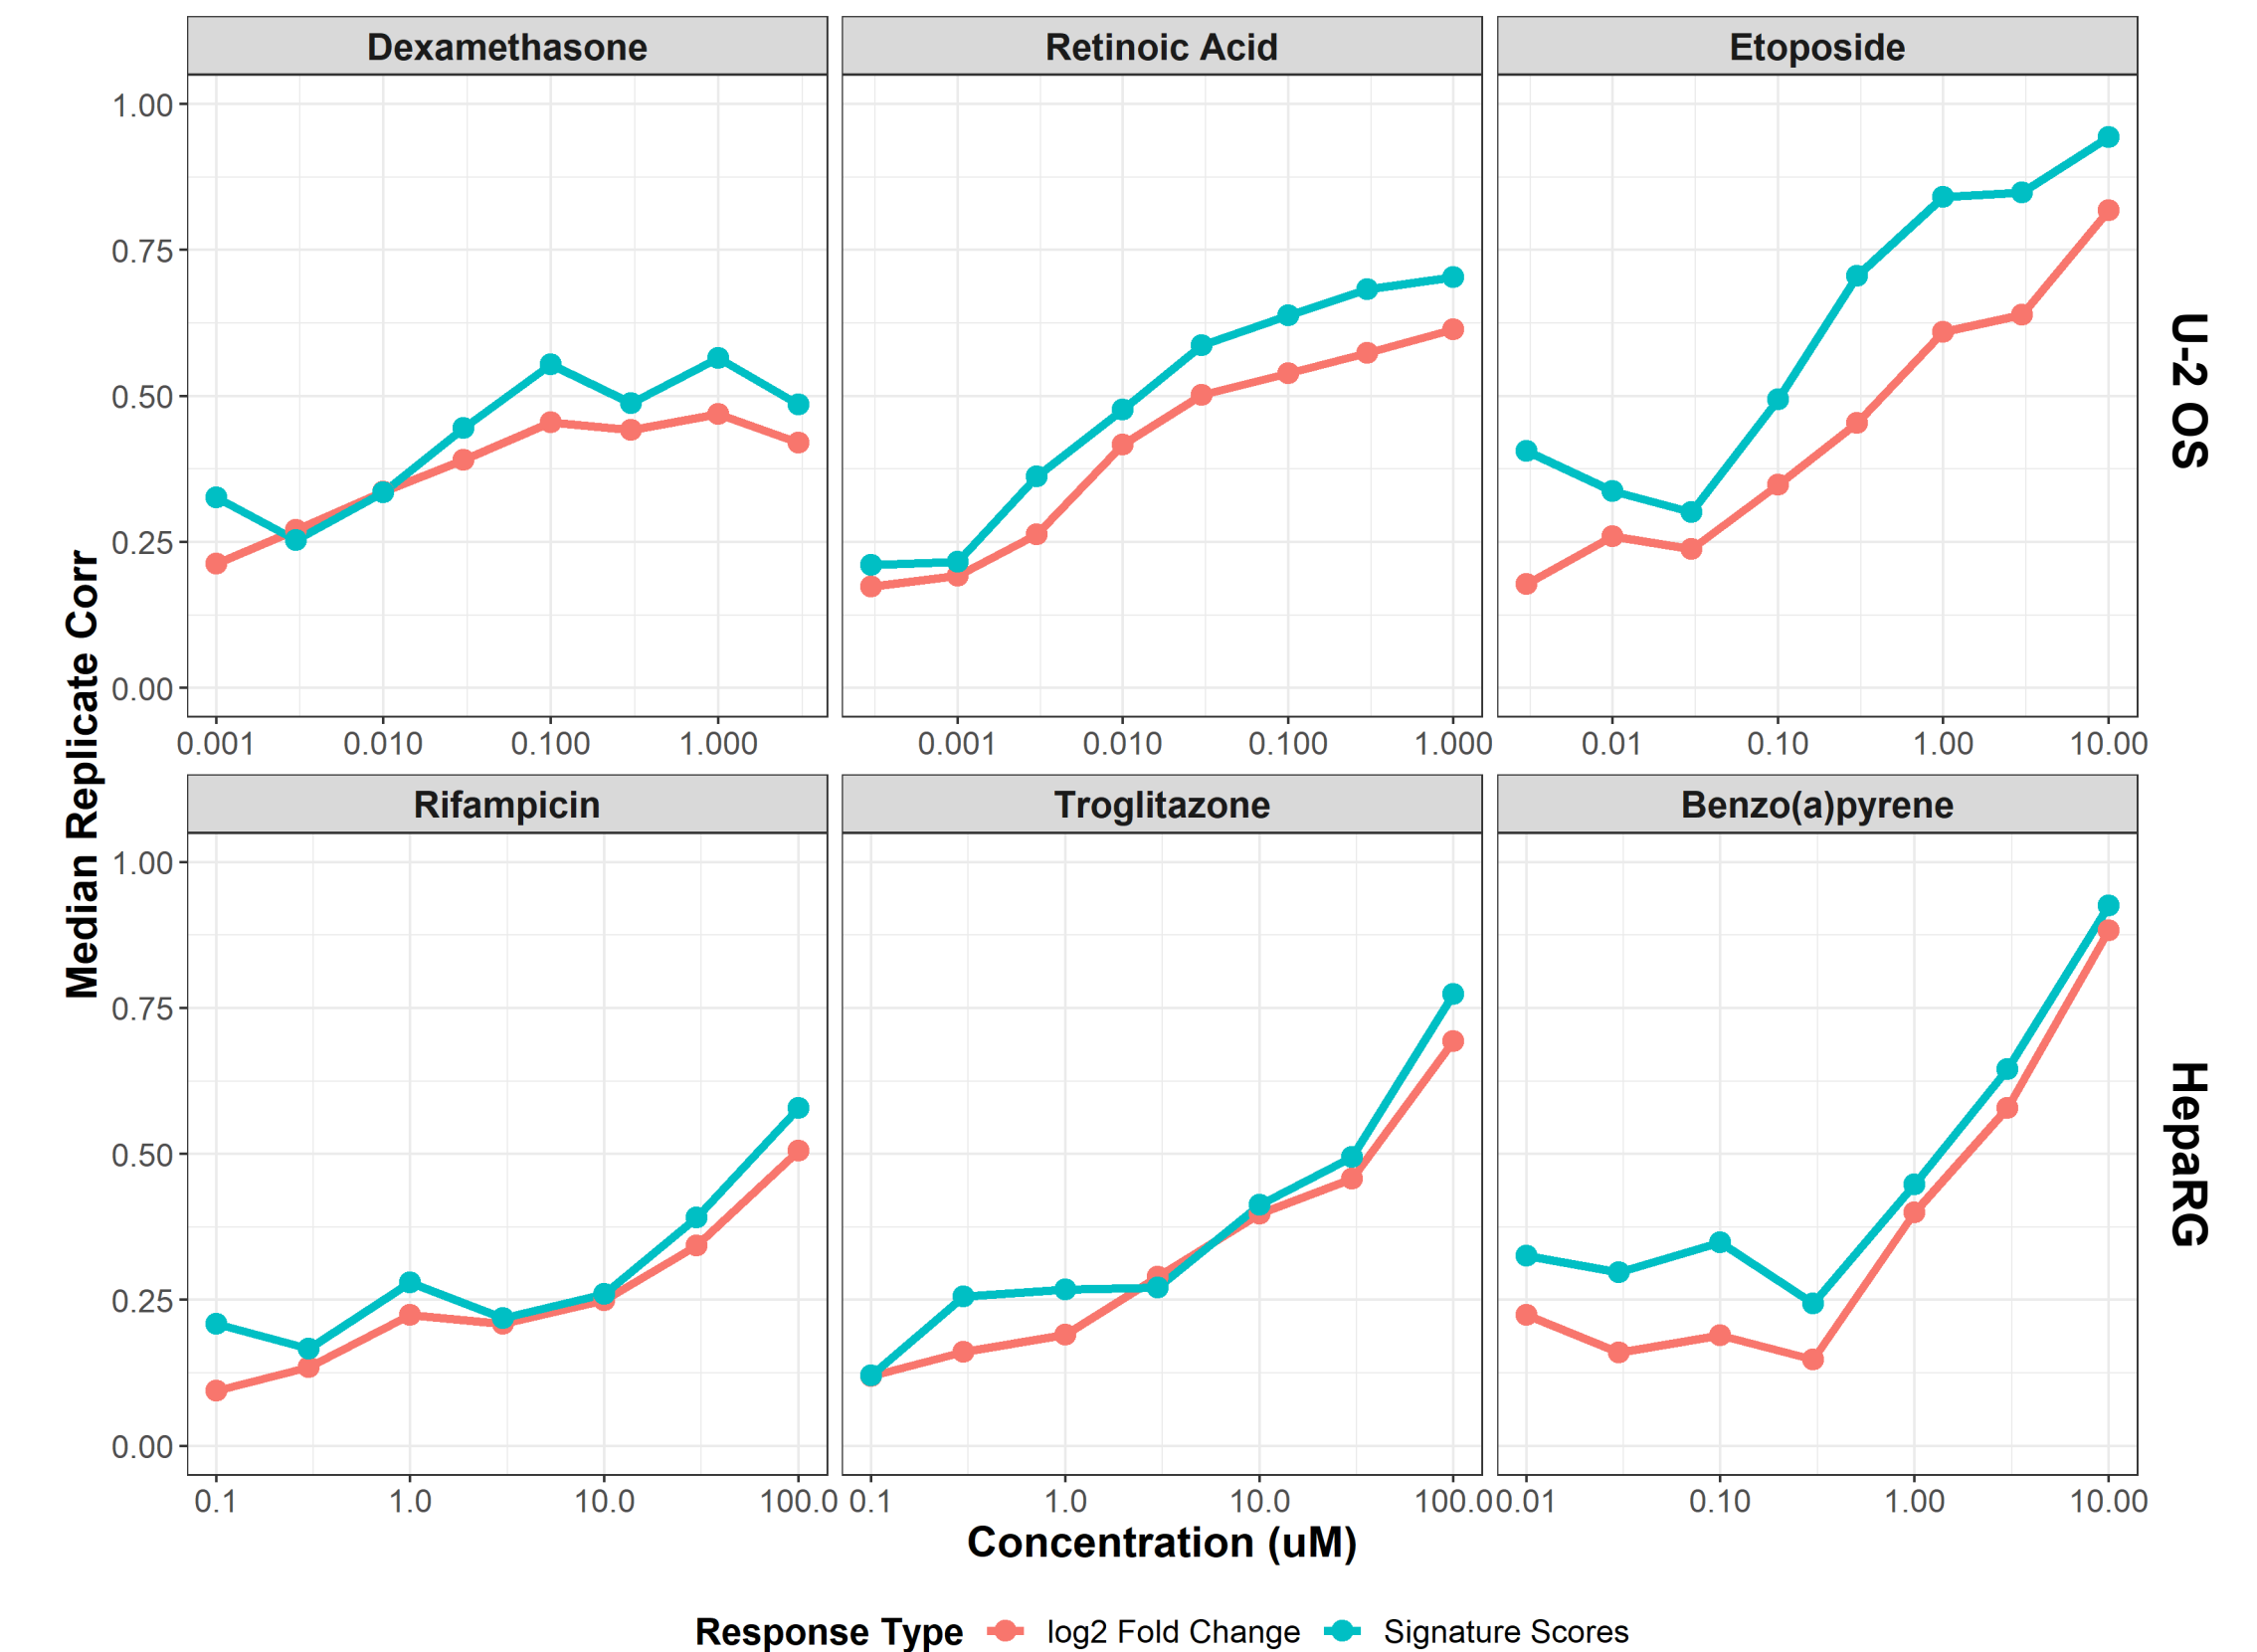 Dexamethasone Retinoic Acid Etoposide
1.00
0.75
0.50
0.25
0.00
0.001 0.010 0.100 1.000 0.001 0.010 0.100 1.000 0.01 0.10 1.00 10.00
U-2 OS
Median Replicate Corr
Rifampicin Troglitazone Benzo(a)pyrene
1.00
0.75
0.50
0.25
0.00
0.1 1.0 10.0 100.0 0.1 1.0 10.0 100.0 0.01 0.10 1.00 10.00
HepaRG
Concentration (uM)
Response Type log2 Fold Change Signature Scores